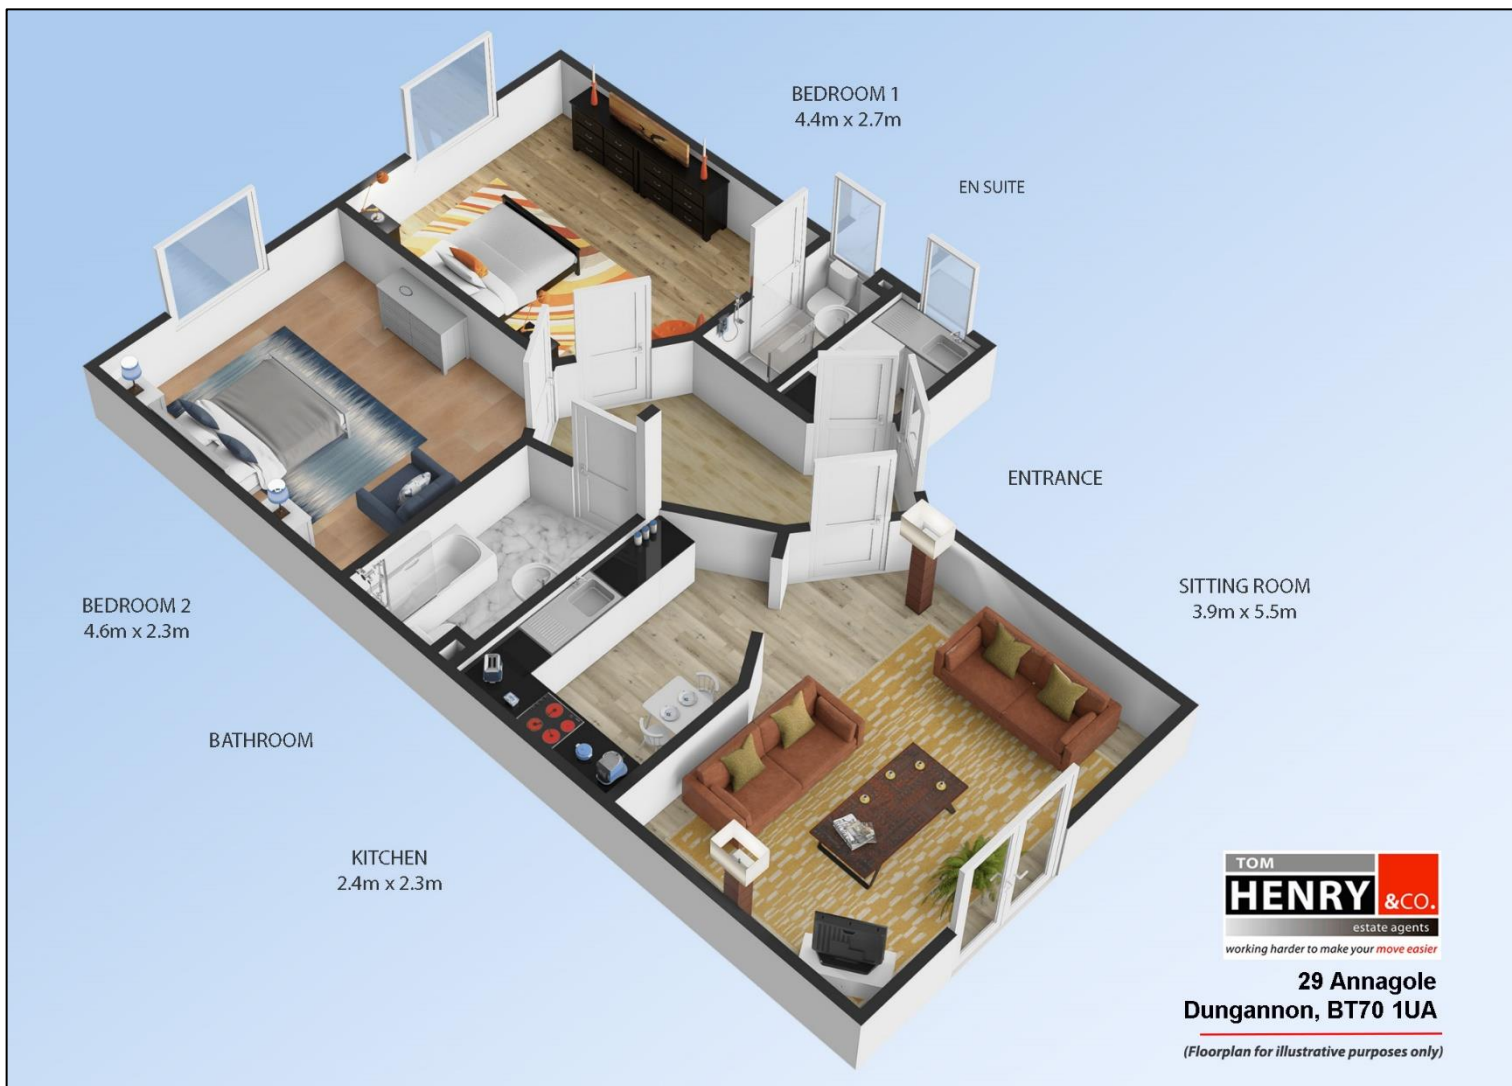 BEDROOM 1
4.4m x 2.7m
EN SUITE
ENTRANCE
SITTING ROOM
3.9m x 5.5m
BEDROOM 2
4.6m x 2.3m
BATHROOM
KITCHEN
2.4m x 2.3m
TOM
HENRY &CO.
estate agents
working harder to make your move easier
29 Annagole
Dungannon, BT70 1UA
(Floorplan for illustrative purposes only)